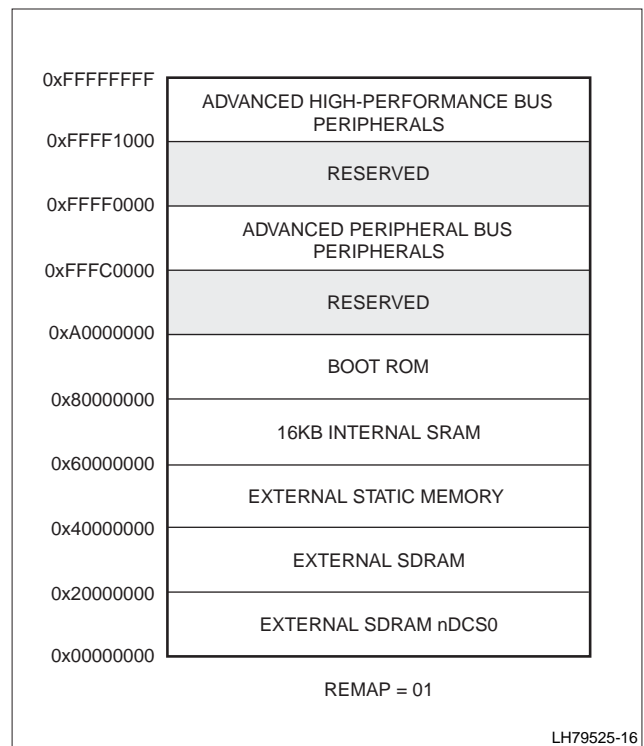 0xFFFFFFFF
ADVANCED HIGH-PERFORMANCE BUS
PERIPHERALS
0xFFFF1000
RESERVED
0xFFFF0000
ADVANCED PERIPHERAL BUS
PERIPHERALS
0xFFFC0000
RESERVED
0xA0000000
BOOT ROM
0x80000000
16KB INTERNAL SRAM
0x60000000
EXTERNAL STATIC MEMORY
0x40000000
EXTERNAL SDRAM
0x20000000
EXTERNAL SDRAM nDCS0
0x00000000
REMAP = 01
LH79525-16